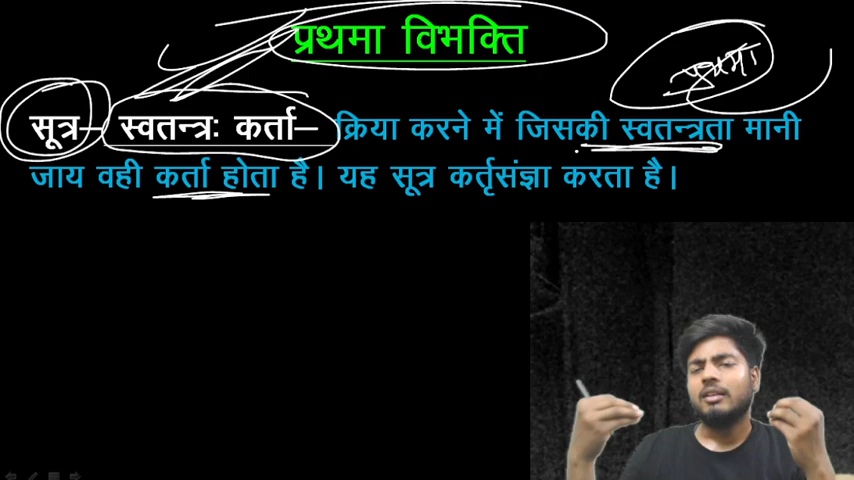 प्रथमा विभक्ति
प्रथमा
सूत्र– स्वतन्त्रः कर्ता– क्रिया करने में जिसकी स्वतन्त्रता मानी
जाय वही कर्ता होता है। यह सूत्र कर्तृसंज्ञा करता है।